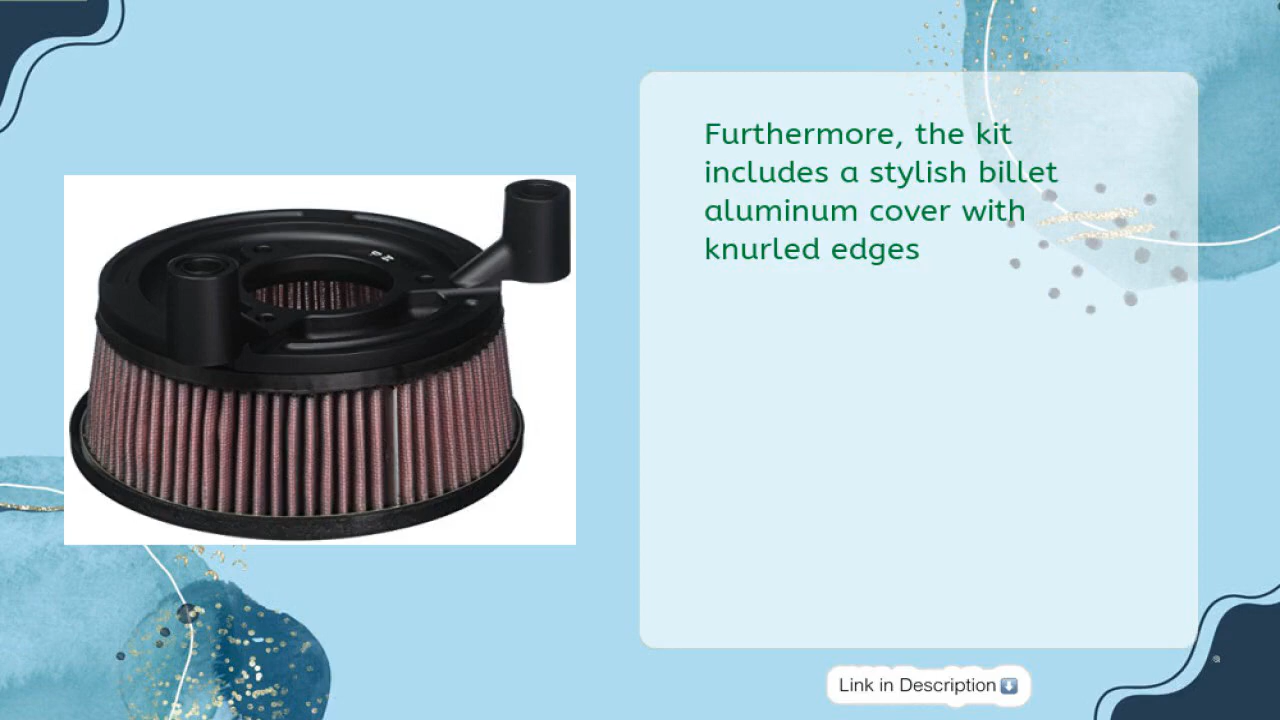 Furthermore, the kit
includes a stylish billet
aluminum cover with
knurled edges
Link in Description ⬇️